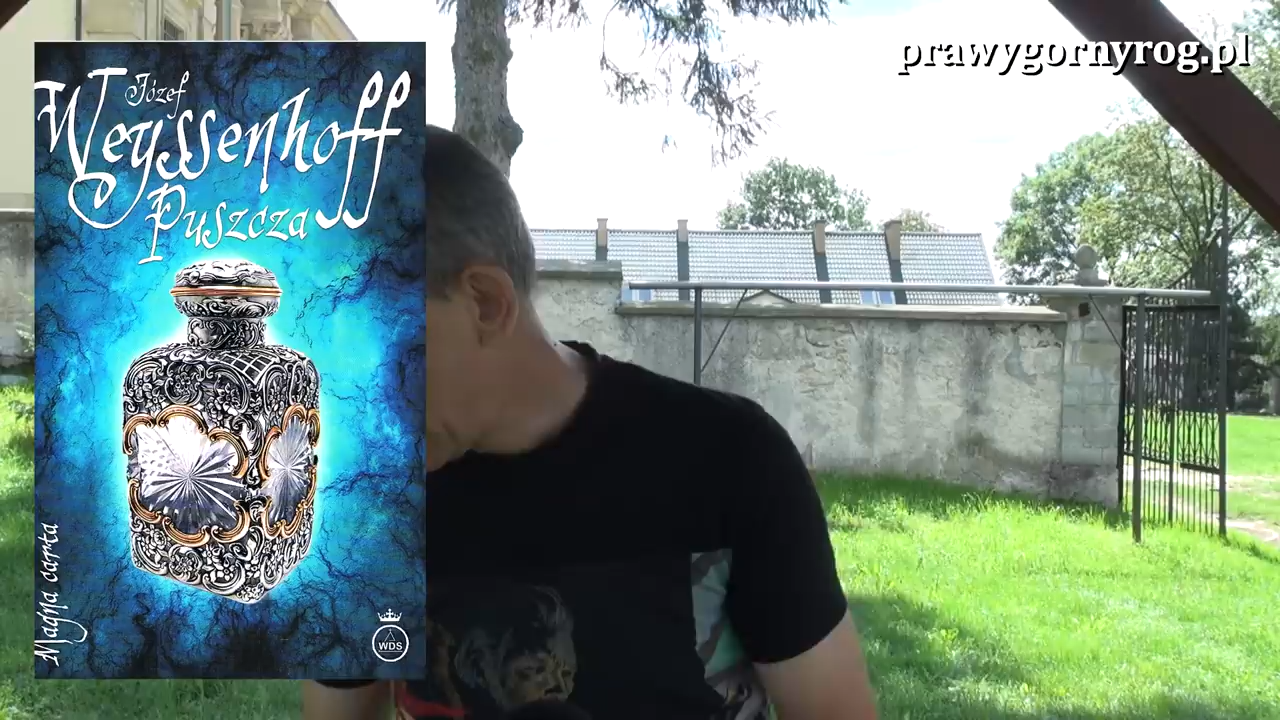 prawygornyrog.pl
Józef
Weyssenhoff
Puszcza
Magna carta
WDS